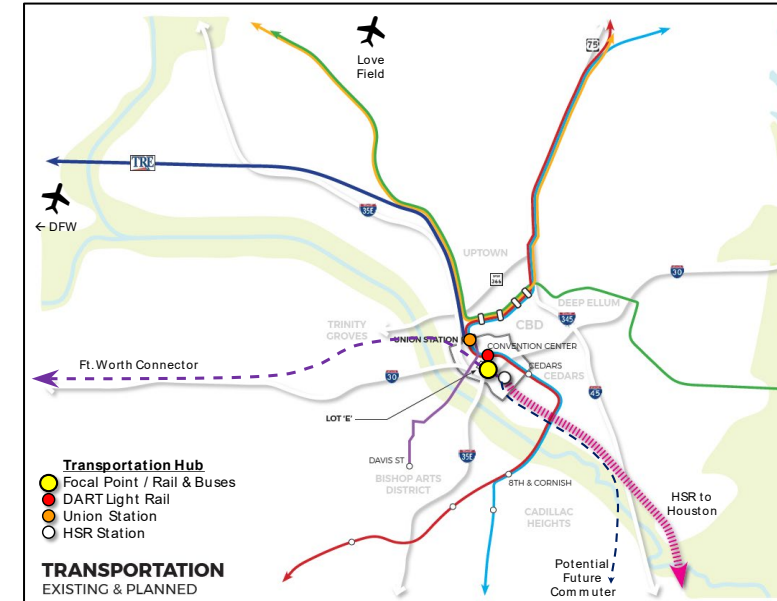 75
Love
Field
TRE
← DFW
35E
UPTOWN
366
30
DEEP ELLUM
345
CBD
TRINITY
GROVES
UNION STATION
CONVENTION CENTER
CEDARS
CEDARS
Ft. Worth Connector
30
45
LOT 'E'
DAVIS ST
BISHOP ARTS
DISTRICT
35E
8TH & CORNISH
CADILLAC
HEIGHTS
HSR to
Houston
Potential
Future
Commuter
Transportation Hub
Focal Point / Rail & Buses
DART Light Rail
Union Station
HSR Station
TRANSPORTATION
EXISTING & PLANNED